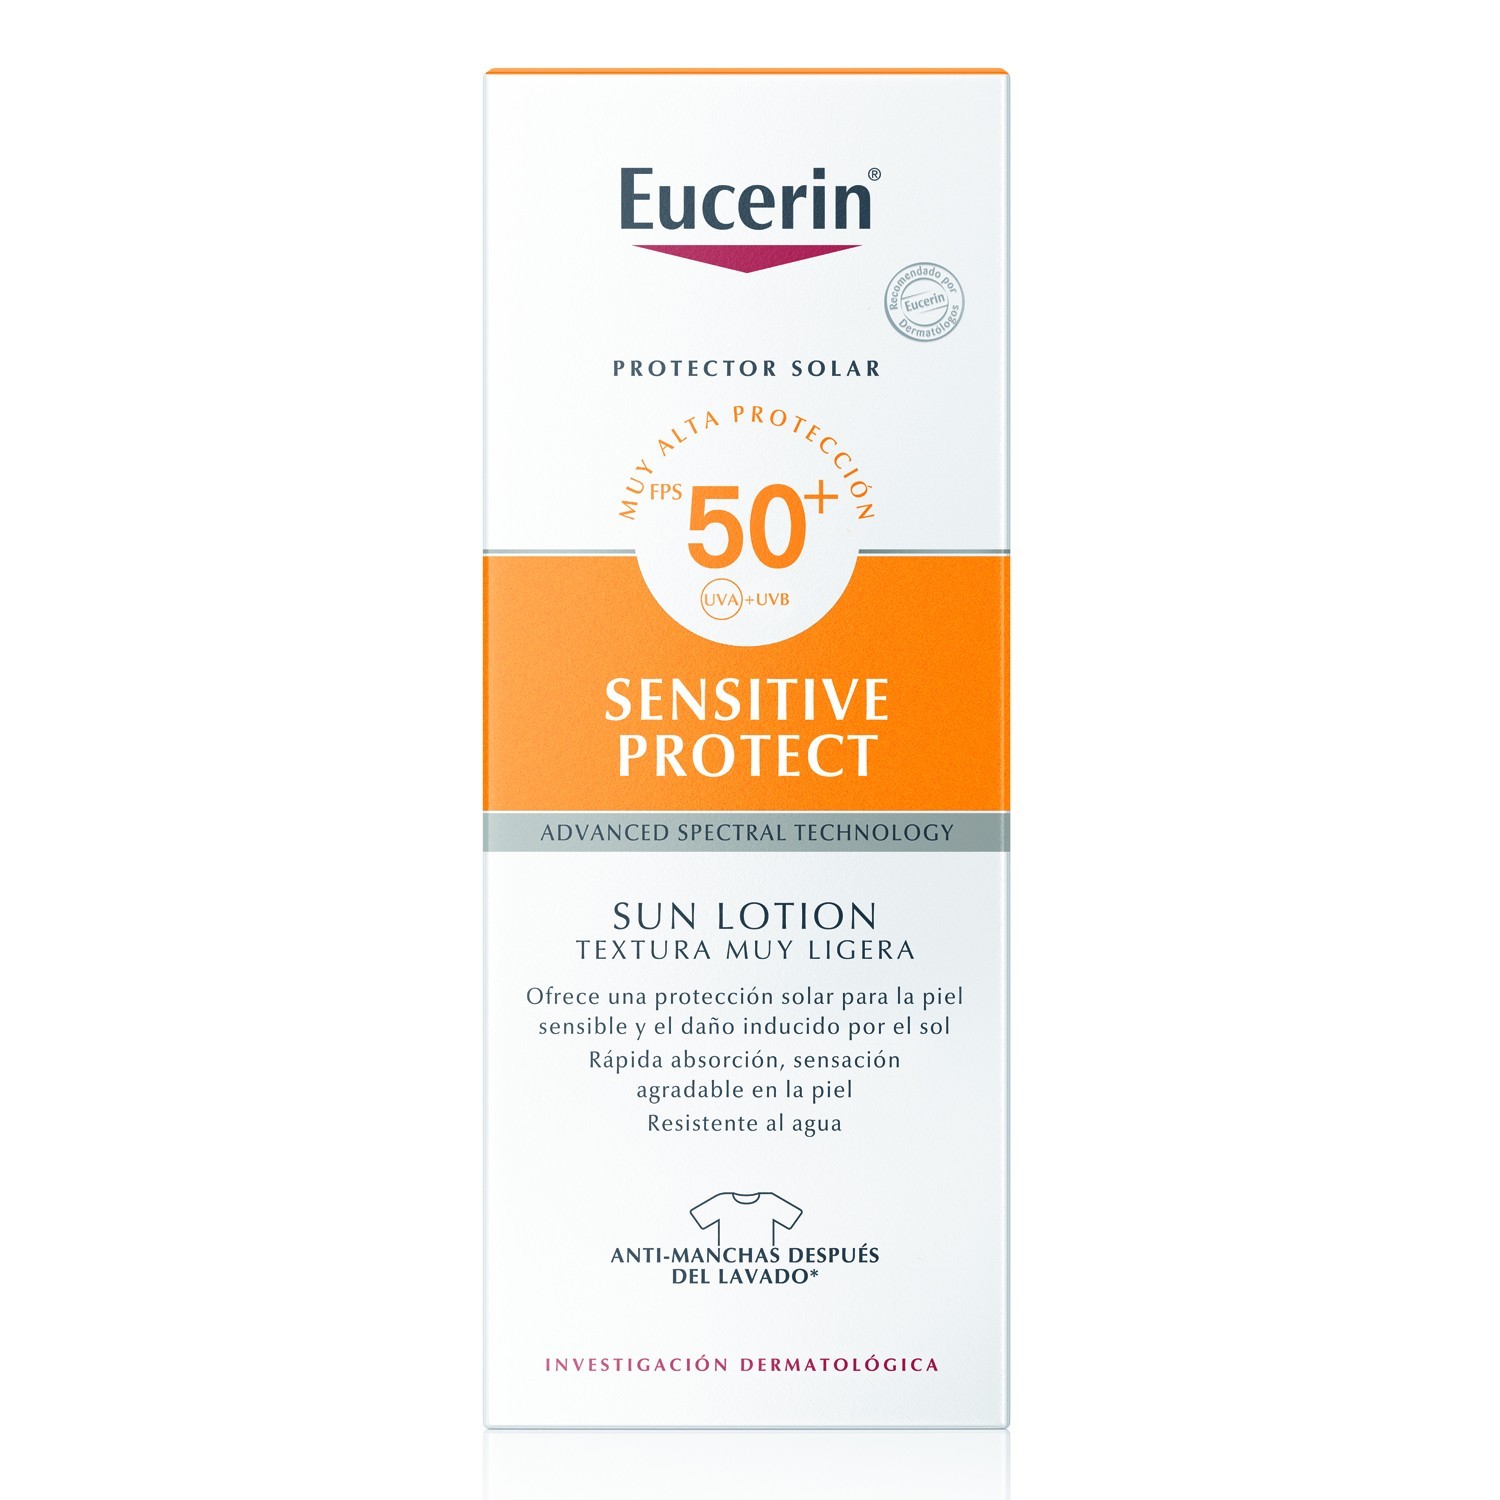 Eucerin®
Recomendado por
Eucerin
Dermatólogos
PROTECTOR SOLAR
MUY ALTA PROTECCIÓN
FPS 50+
UVA+UVB
SENSITIVE
PROTECT
ADVANCED SPECTRAL TECHNOLOGY
SUN LOTION
TEXTURA MUY LIGERA
Ofrece una protección solar para la piel
sensible y el daño inducido por el sol
Rápida absorción, sensación
agradable en la piel
Resistente al agua
ANTI-MANCHAS DESPUÉS
DEL LAVADO*
INVESTIGACIÓN DERMATOLÓGICA